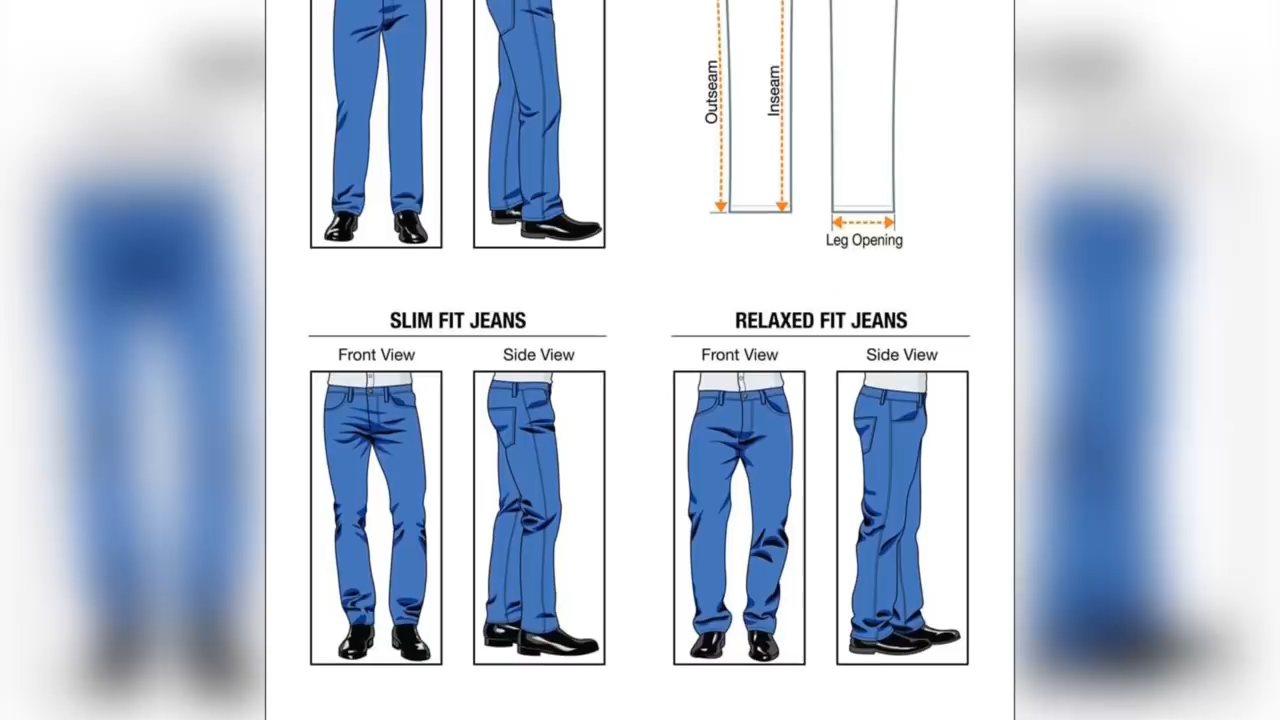 Outseam
Inseam
Leg Opening
SLIM FIT JEANS
Front View
Side View
RELAXED FIT JEANS
Front View
Side View